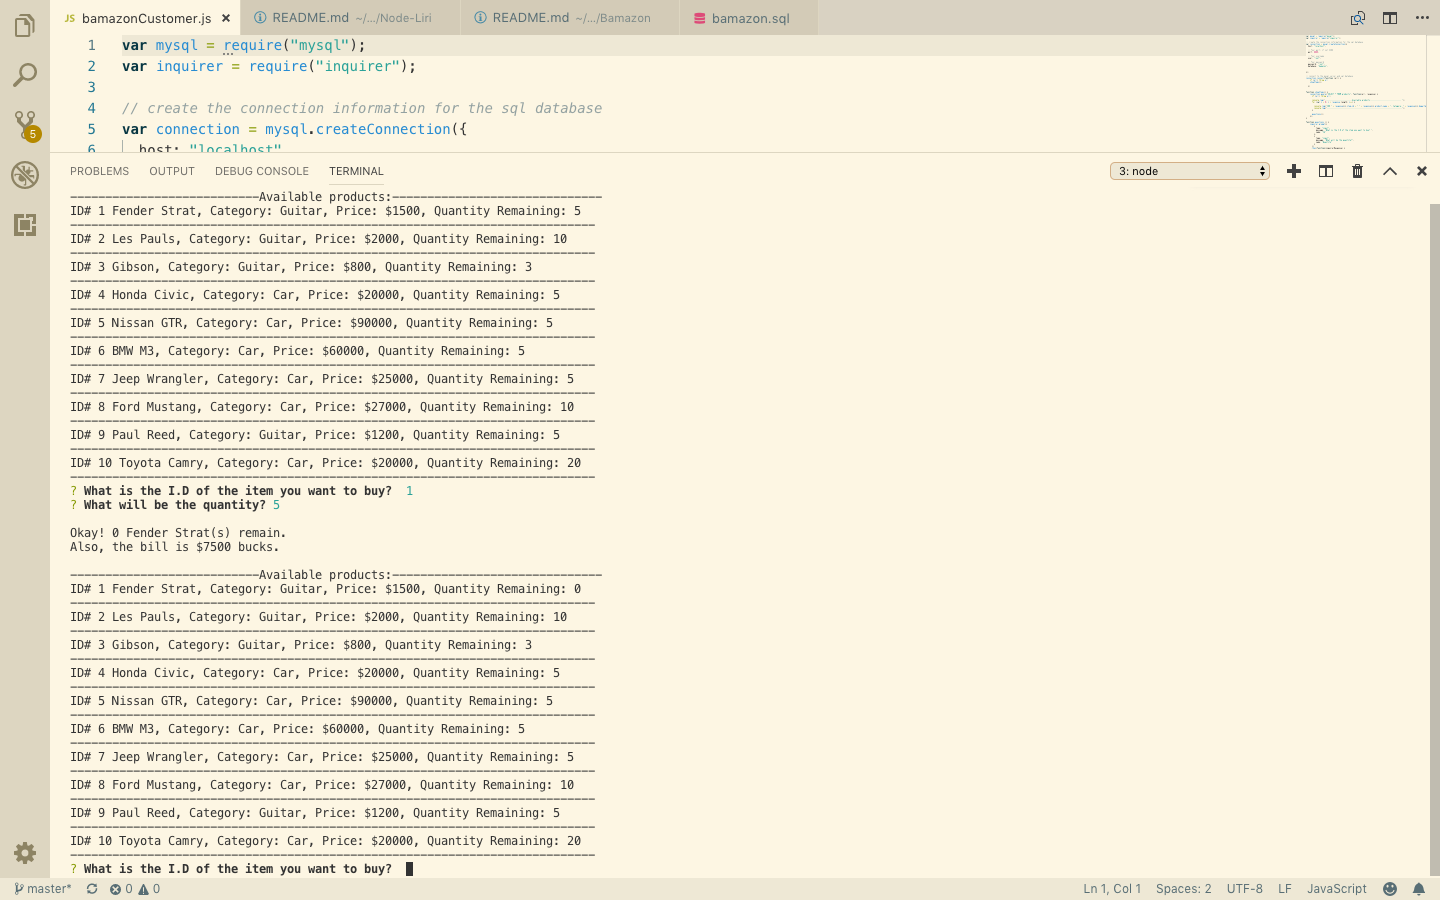 JS bamazonCustomer.js × README.md ~/.../Node-Liri README.md ~/.../Bamazon bamazon.sql
1 var mysql = require("mysql");
2 var inquirer = require("inquirer");
3
4 // create the connection information for the sql database
5 var connection = mysql.createConnection({
6 host: "localhost"
5
PROBLEMS OUTPUT DEBUG CONSOLE TERMINAL 3: node
------------------------------Available products:------------------------------
ID# 1 Fender Strat, Category: Guitar, Price: $1500, Quantity Remaining: 5
ID# 2 Les Pauls, Category: Guitar, Price: $2000, Quantity Remaining: 10
ID# 3 Gibson, Category: Guitar, Price: $800, Quantity Remaining: 3
ID# 4 Honda Civic, Category: Car, Price: $20000, Quantity Remaining: 5
ID# 5 Nissan GTR, Category: Car, Price: $90000, Quantity Remaining: 5
ID# 6 BMW M3, Category: Car, Price: $60000, Quantity Remaining: 5
ID# 7 Jeep Wrangler, Category: Car, Price: $25000, Quantity Remaining: 5
ID# 8 Ford Mustang, Category: Car, Price: $27000, Quantity Remaining: 10
ID# 9 Paul Reed, Category: Guitar, Price: $1200, Quantity Remaining: 5
ID# 10 Toyota Camry, Category: Car, Price: $20000, Quantity Remaining: 20
? What is the I.D of the item you want to buy? 1
? What will be the quantity? 5
Okay! 0 Fender Strat(s) remain.
Also, the bill is $7500 bucks.
------------------------------Available products:------------------------------
ID# 1 Fender Strat, Category: Guitar, Price: $1500, Quantity Remaining: 0
ID# 2 Les Pauls, Category: Guitar, Price: $2000, Quantity Remaining: 10
ID# 3 Gibson, Category: Guitar, Price: $800, Quantity Remaining: 3
ID# 4 Honda Civic, Category: Car, Price: $20000, Quantity Remaining: 5
ID# 5 Nissan GTR, Category: Car, Price: $90000, Quantity Remaining: 5
ID# 6 BMW M3, Category: Car, Price: $60000, Quantity Remaining: 5
ID# 7 Jeep Wrangler, Category: Car, Price: $25000, Quantity Remaining: 5
ID# 8 Ford Mustang, Category: Car, Price: $27000, Quantity Remaining: 10
ID# 9 Paul Reed, Category: Guitar, Price: $1200, Quantity Remaining: 5
ID# 10 Toyota Camry, Category: Car, Price: $20000, Quantity Remaining: 20
? What is the I.D of the item you want to buy?
master* 0 0 Ln 1, Col 1 Spaces: 2 UTF-8 LF JavaScript